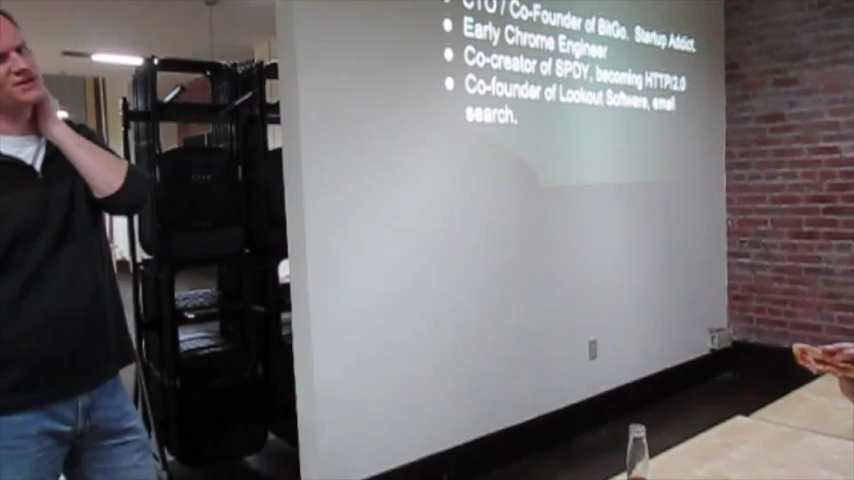 CTO / Co-Founder of BitGo. Startup Addict.
Early Chrome Engineer
Co-creator of SPDY, becoming HTTP/2.0
Co-founder of Lookout Software, email
search.